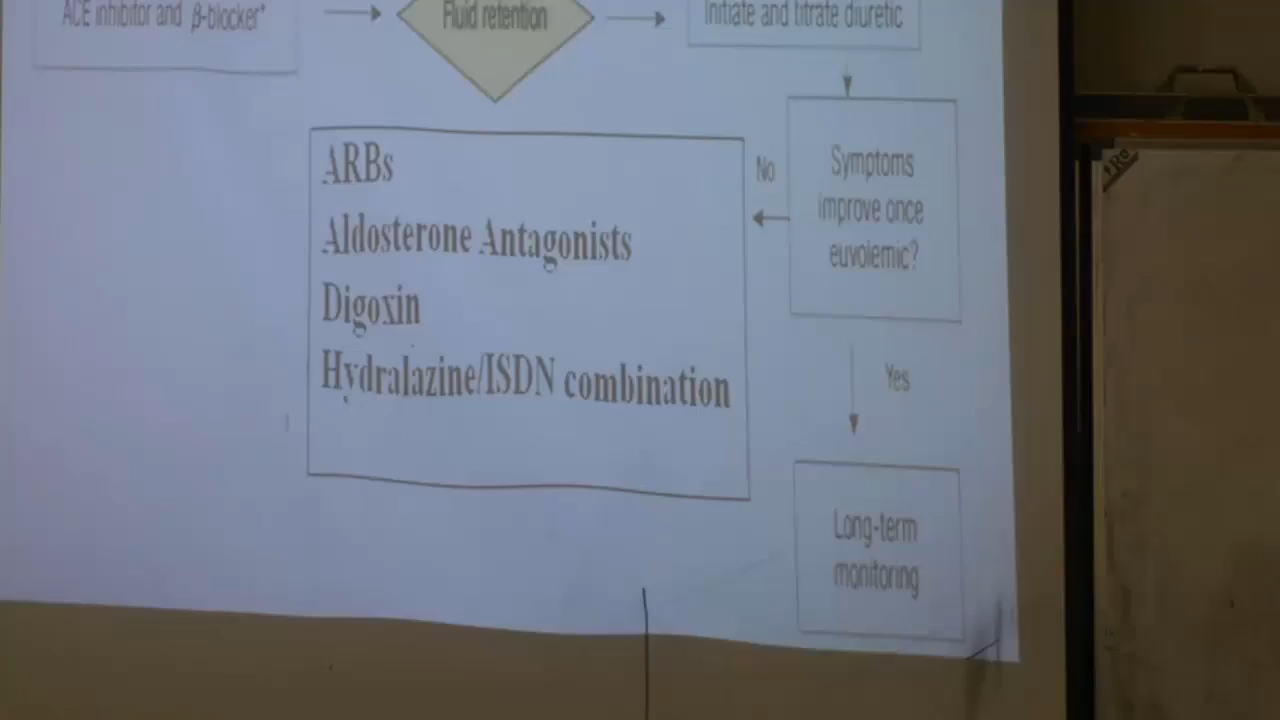 ACE inhibitor and β-blocker*
Fluid retention
Initiate and titrate diuretic
ARBs
Aldosterone Antagonists
Digoxin
Hydralazine/ISDN combination
No
Symptoms
improve once
euvolemic?
Yes
Long-term
monitoring